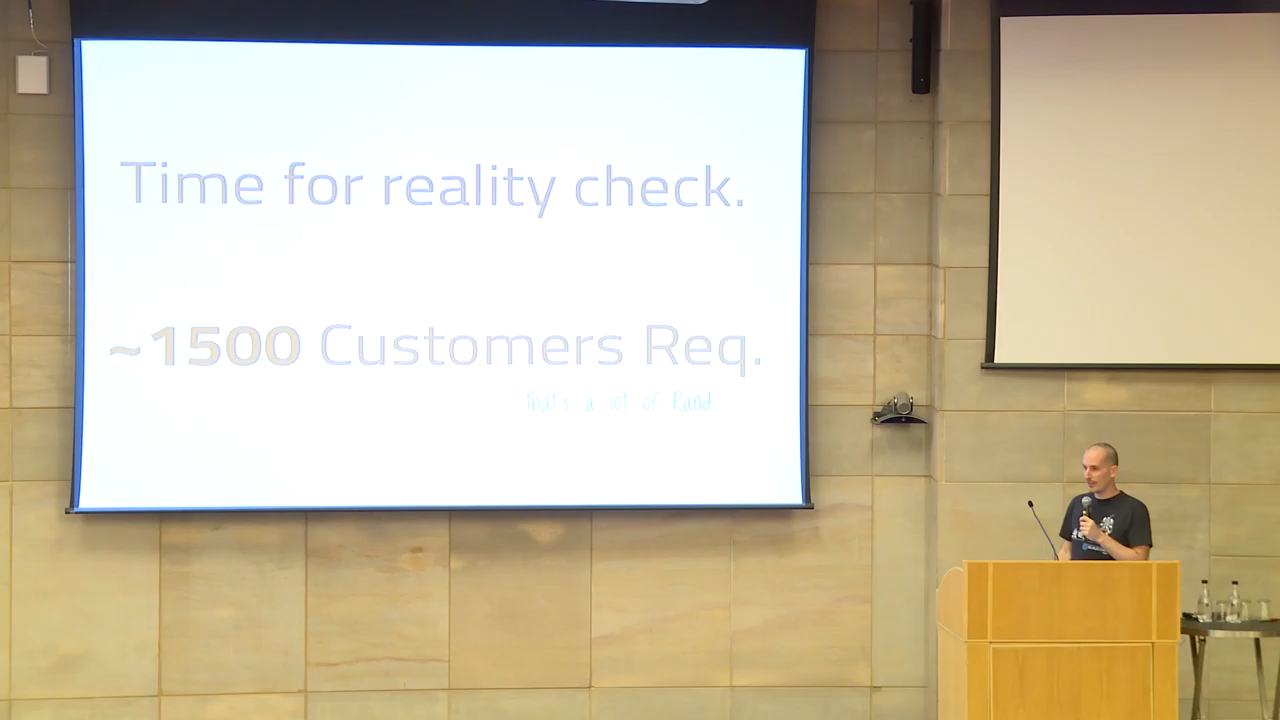 Time for reality check.
~1500 Customers Req.
that's a lot of Rand